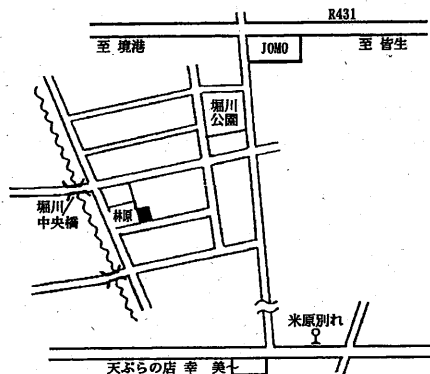 R431
至 境港
JOMO
至 皆生
堀川
公園
堀川
中央橋
林原
米原別れ
天ぷらの店 幸 美